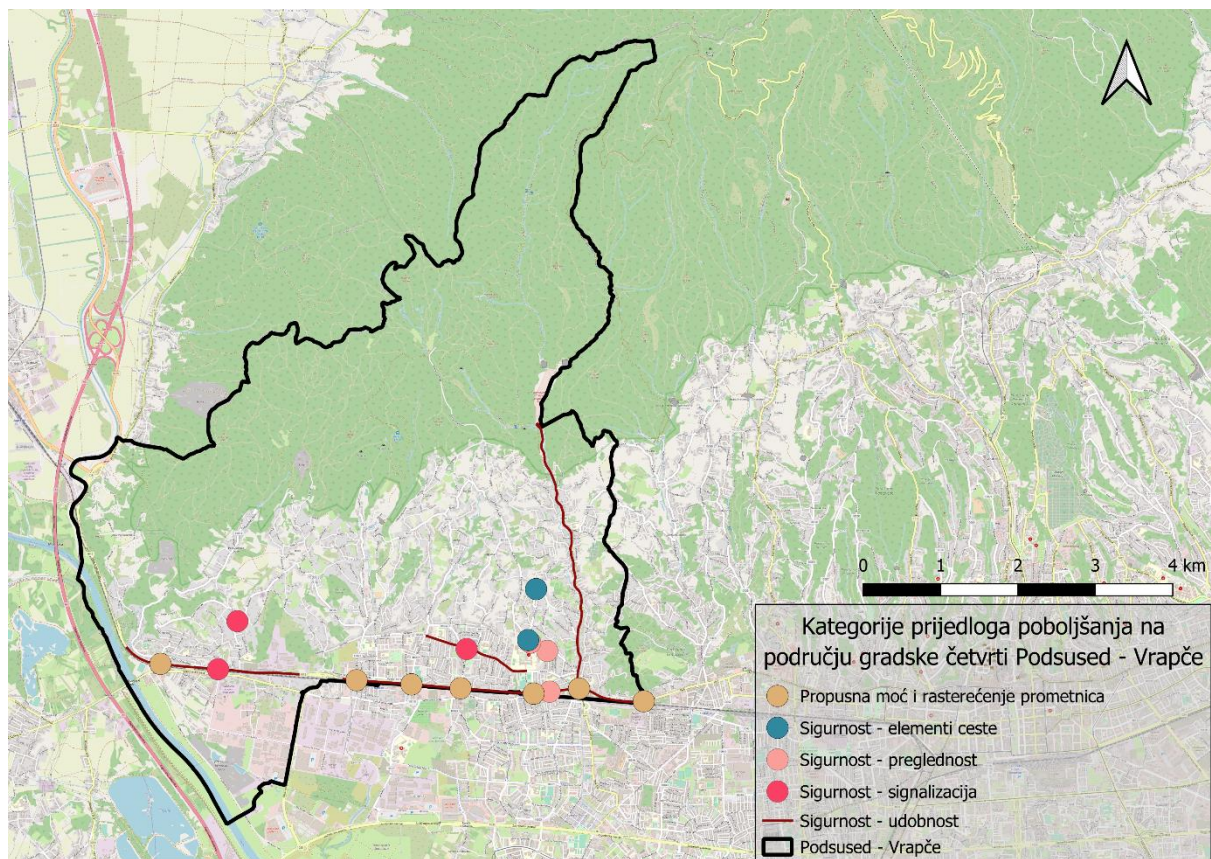 0 1 2 3 4 km
Kategorije prijedloga poboljšanja na
području gradske četvrti Podsused - Vrapče
Propusna moć i rasterećenje prometnica
Sigurnost - elementi ceste
Sigurnost - preglednost
Sigurnost - signalizacija
Sigurnost - udobnost
Podsused - Vrapče